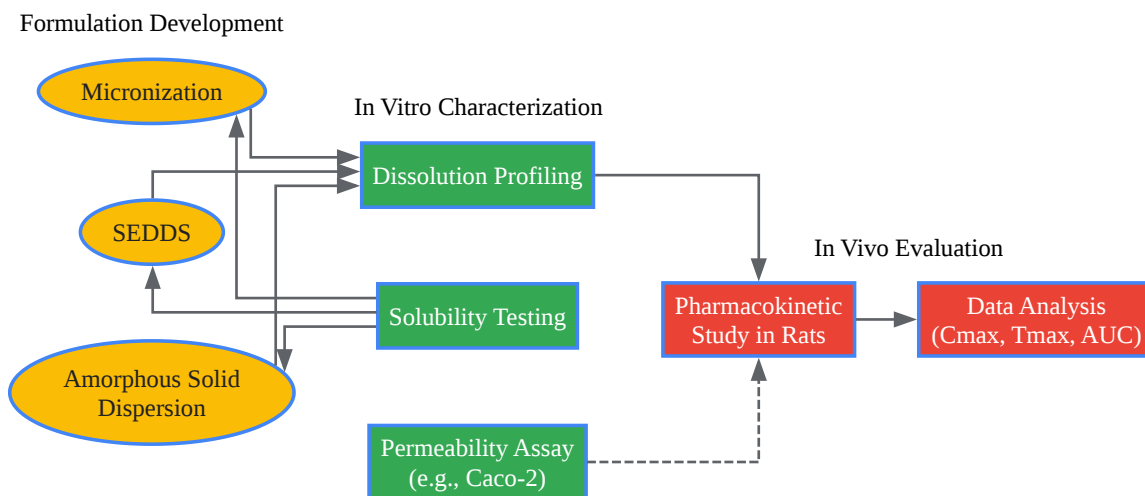 Formulation Development
Micronization
In Vitro Characterization
Dissolution Profiling
SEDDS
In Vivo Evaluation
Solubility Testing
Pharmacokinetic
Study in Rats
Data Analysis
(Cmax, Tmax, AUC)
Amorphous Solid
Dispersion
Permeability Assay
(e.g., Caco-2)